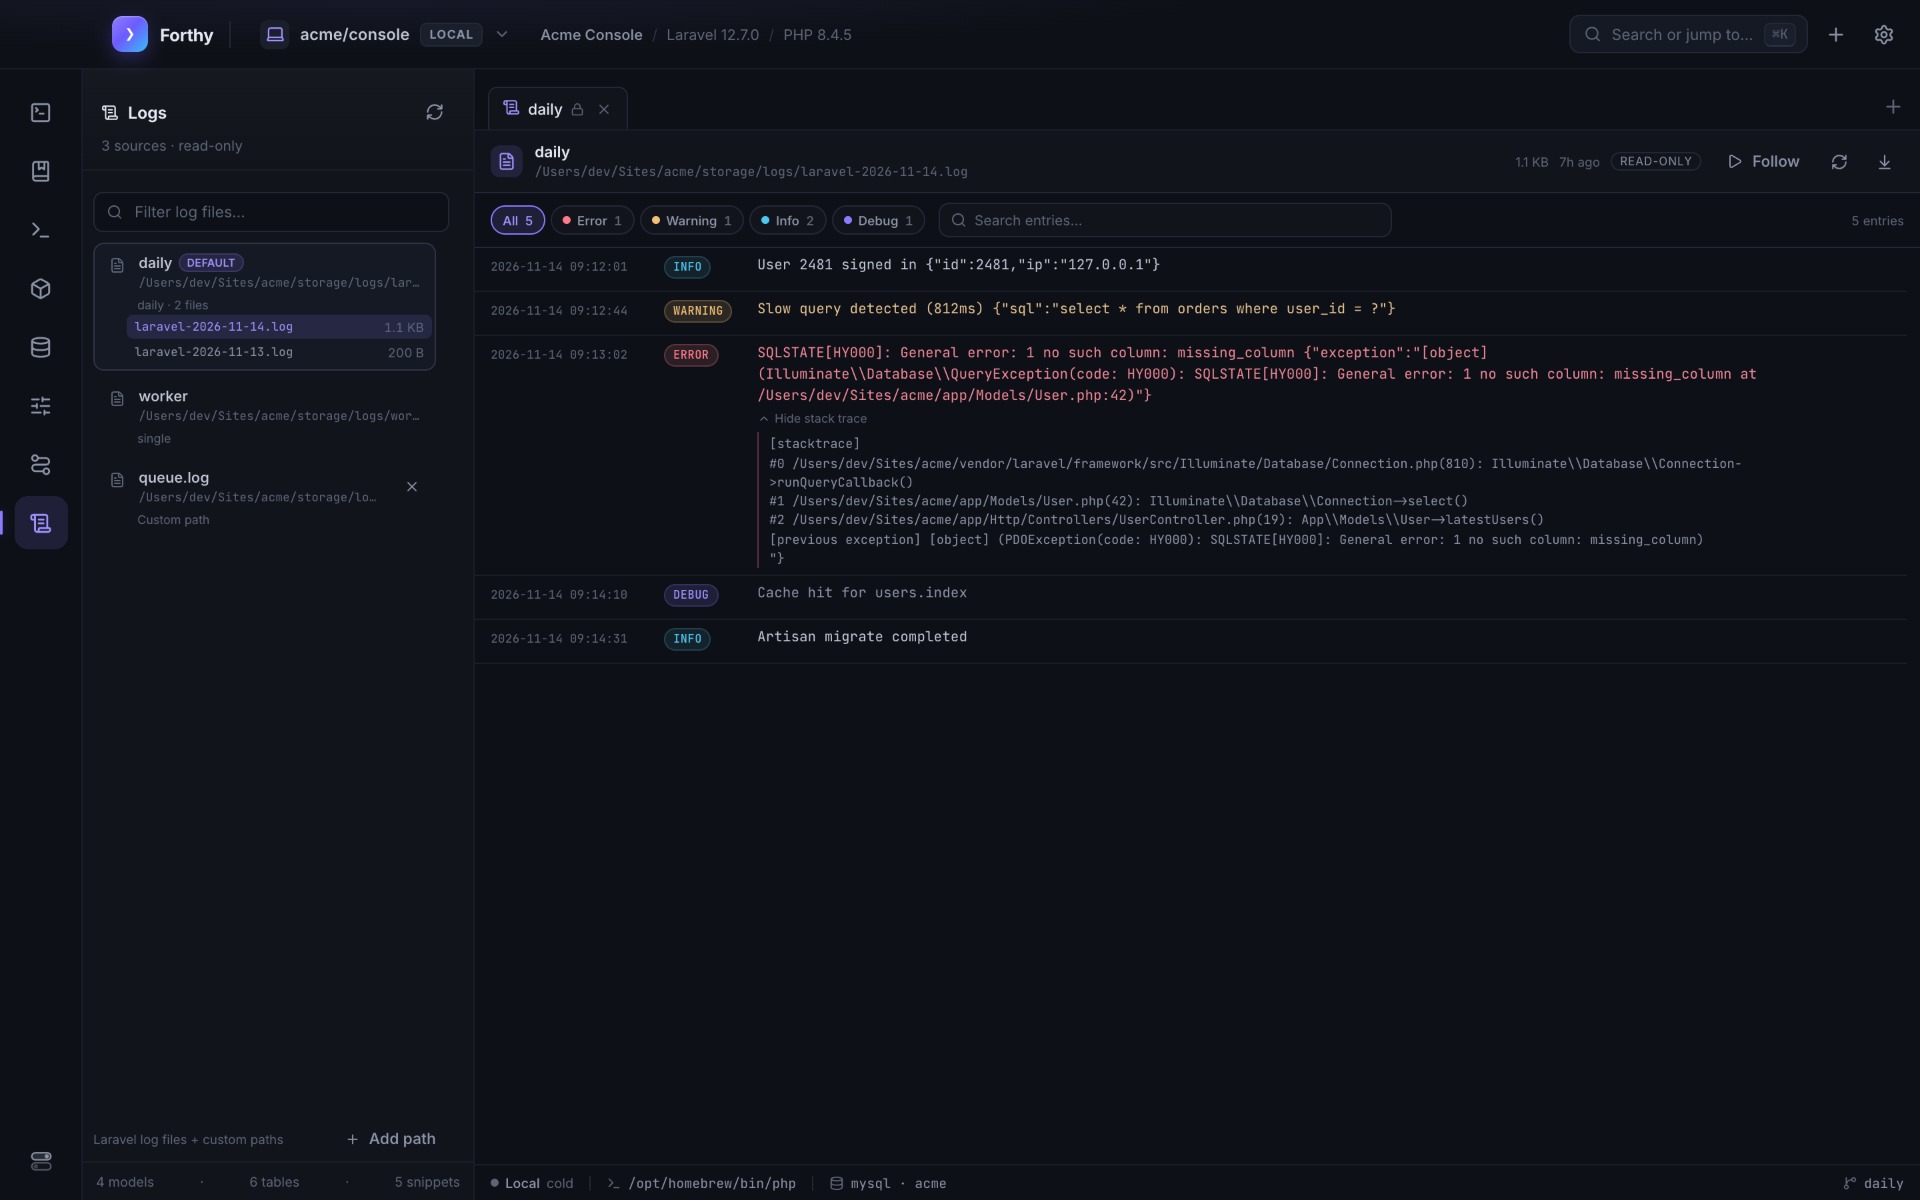 Forthy
acme/console LOCAL
Acme Console / Laravel 12.7.0 / PHP 8.4.5
Search or jump to... ⌘K
Logs
3 sources · read-only
Filter log files...
daily DEFAULT
/Users/dev/Sites/acme/storage/logs/lar…
daily · 2 files
laravel-2026-11-14.log 1.1 KB
laravel-2026-11-13.log 200 B
worker
/Users/dev/Sites/acme/storage/logs/wor…
single
queue.log
/Users/dev/Sites/acme/storage/lo…
Custom path
Laravel log files + custom paths
Add path
4 models · 6 tables · 5 snippets
daily
daily
/Users/dev/Sites/acme/storage/logs/laravel-2026-11-14.log
1.1 KB 7h ago READ-ONLY Follow
All 5 Error 1 Warning 1 Info 2 Debug 1
Search entries...
5 entries
2026-11-14 09:12:01 INFO User 2481 signed in {"id":2481,"ip":"127.0.0.1"}
2026-11-14 09:12:44 WARNING Slow query detected (812ms) {"sql":"select * from orders where user_id = ?"}
2026-11-14 09:13:02 ERROR SQLSTATE[HY000]: General error: 1 no such column: missing_column {"exception":"[object]
(Illuminate\\Database\\QueryException(code: HY000): SQLSTATE[HY000]: General error: 1 no such column: missing_column at
/Users/dev/Sites/acme/app/Models/User.php:42)"}
Hide stack trace
[stacktrace]
#0 /Users/dev/Sites/acme/vendor/laravel/framework/src/Illuminate/Database/Connection.php(810): Illuminate\\Database\\Connection-
>runQueryCallback()
#1 /Users/dev/Sites/acme/app/Models/User.php(42): Illuminate\\Database\\Connection->select()
#2 /Users/dev/Sites/acme/app/Http/Controllers/UserController.php(19): App\\Models\\User->latestUsers()
[previous exception] [object] (PDOException(code: HY000): SQLSTATE[HY000]: General error: 1 no such column: missing_column)
"}
2026-11-14 09:14:10 DEBUG Cache hit for users.index
2026-11-14 09:14:31 INFO Artisan migrate completed
Local cold
/opt/homebrew/bin/php
mysql · acme
daily